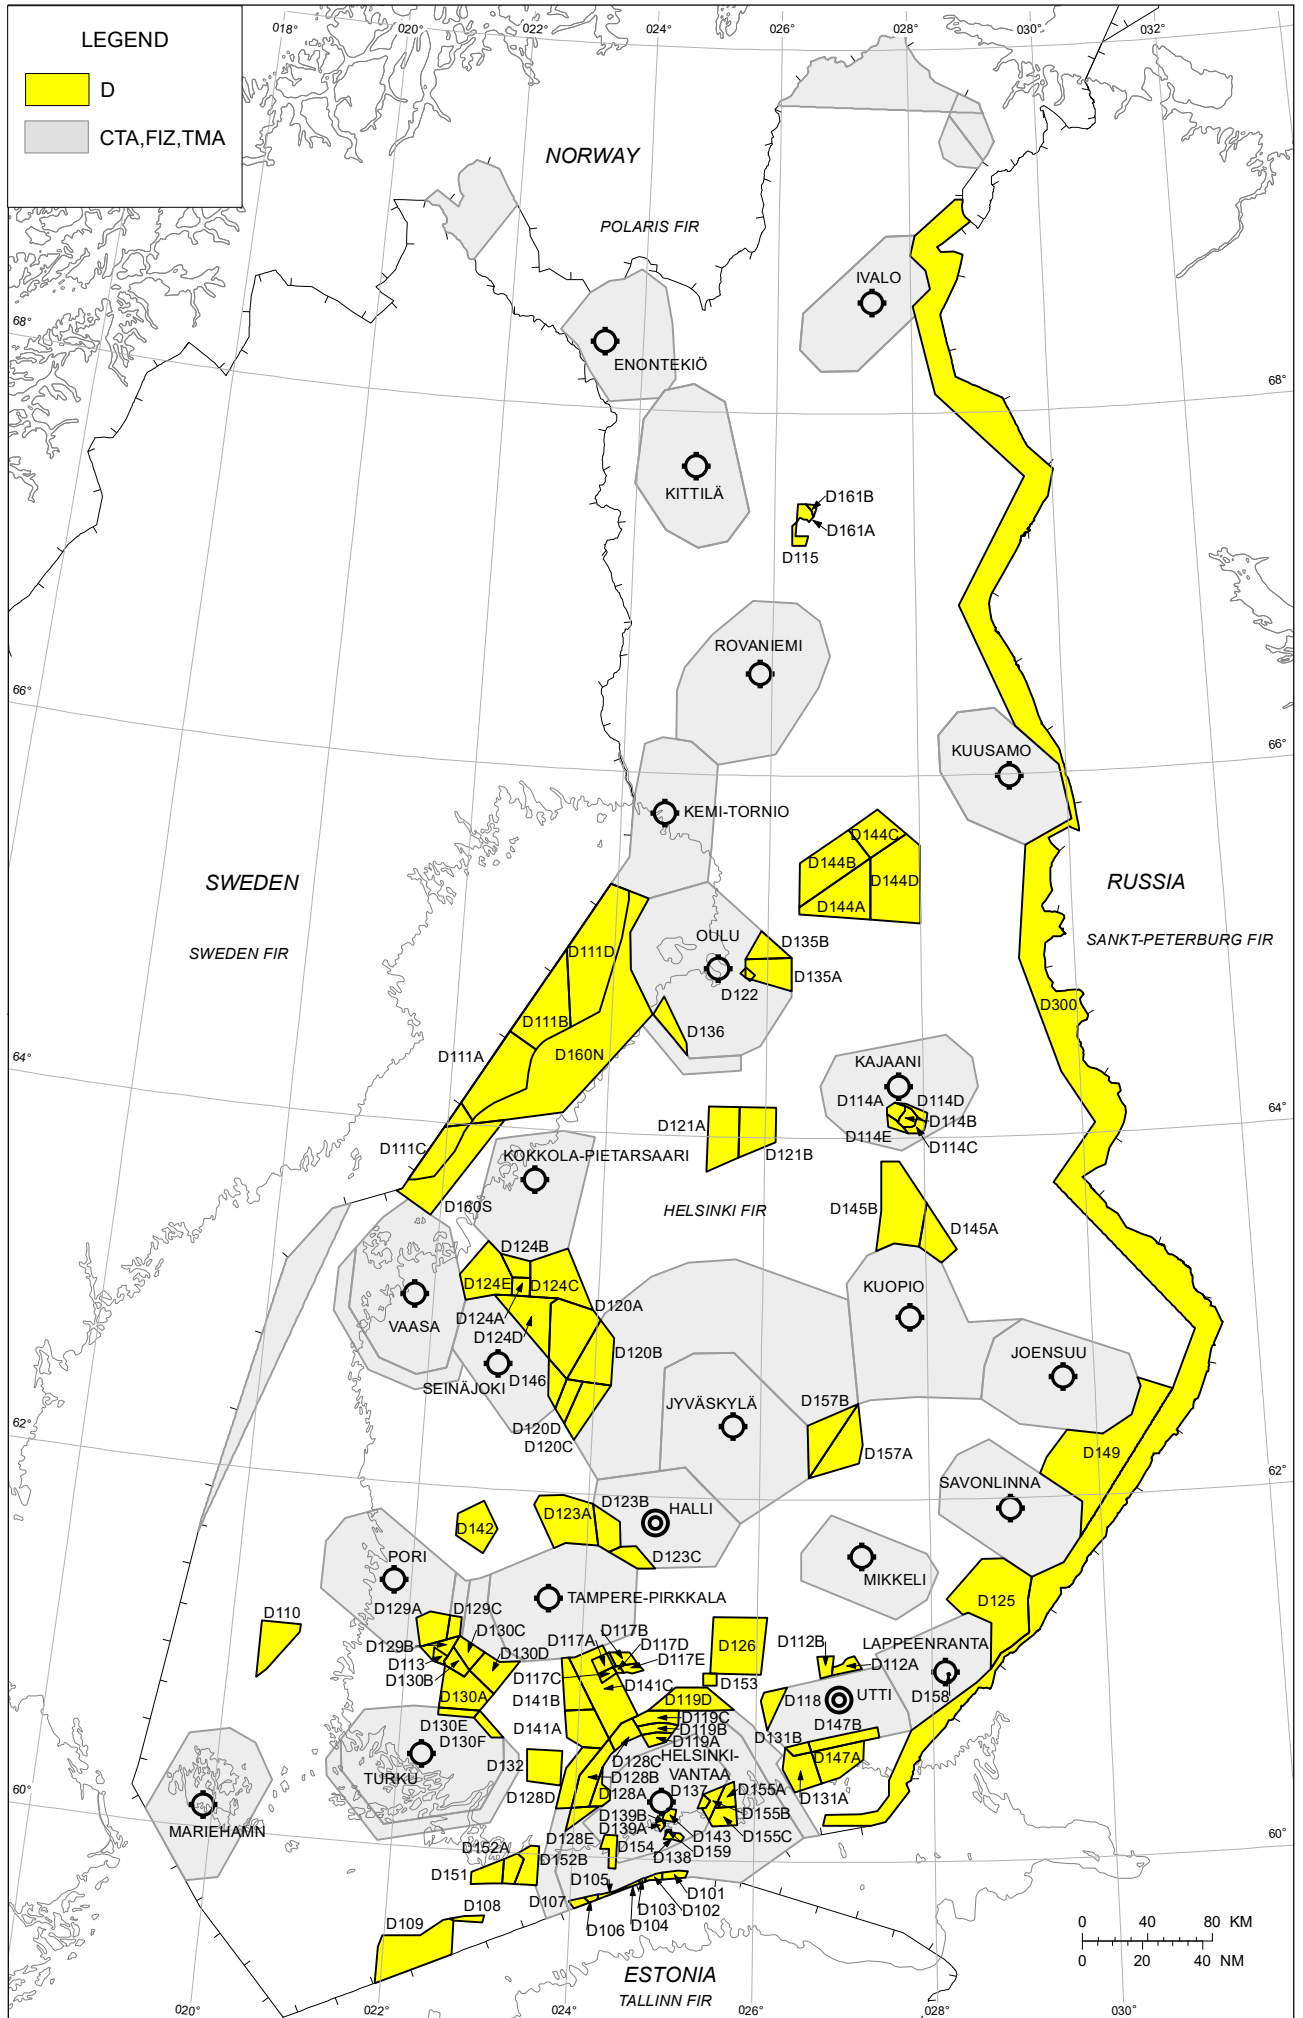 018°
020°
022°
024°
026°
028°
030°
032°
LEGEND
D
CTA,FIZ,TMA
NORWAY
POLARIS FIR
IVALO
68°
ENONTEKIÖ
68°
KITTILÄ
D161B
D161A
D115
ROVANIEMI
66°
KUUSAMO
66°
KEMI-TORNIO
D144C
D144B
D144D
D144A
SWEDEN
RUSSIA
SWEDEN FIR
SANKT-PETERBURG FIR
OULU
D135B
D135A
D122
D111D
D111B
D136
D300
D111A
D160N
64°
KAJAANI
D114A
D114D
D114B
D114E
D114C
64°
D121A
D121B
D111C
KOKKOLA-PIETARSAARI
D160S
HELSINKI FIR
D145B
D145A
D124B
D124E
D124C
D124A
D124D
D120A
KUOPIO
VAASA
D120B
JOENSUU
D146
SEINÄJOKI
JYVÄSKYLÄ
D157B
D120D
D120C
D157A
D149
62°
62°
SAVONLINNA
D123B
HALLI
D123A
D142
D123C
PORI
MIKKELI
TAMPERE-PIRKKALA
D125
D129A
D129C
D110
D130C
D117B
D117A
D117D
D126
D112B
LAPPEENRANTA
D129B
D113
D130D
D117E
D112A
D130B
D117C
D141C
D153
D158
D130A
D141B
D119D
D118
UTTI
D130E
D130F
D141A
D119C
D119B
D119A
D131B
D147B
TURKU
D132
D128C
HELSINKI-
VANTAA
D147A
D128B
D128A
D137
D155A
D131A
D128D
D139B
D155B
MARIEHAMN
D139A
D143
D155C
60°
D128E
D154
D138
D159
60°
D152A
D151
D152B
D105
D101
D107
D103
D102
D108
D106
D104
D109
0 40 80 KM
0 20 40 NM
ESTONIA
TALLINN FIR
020°
022°
024°
026°
028°
030°